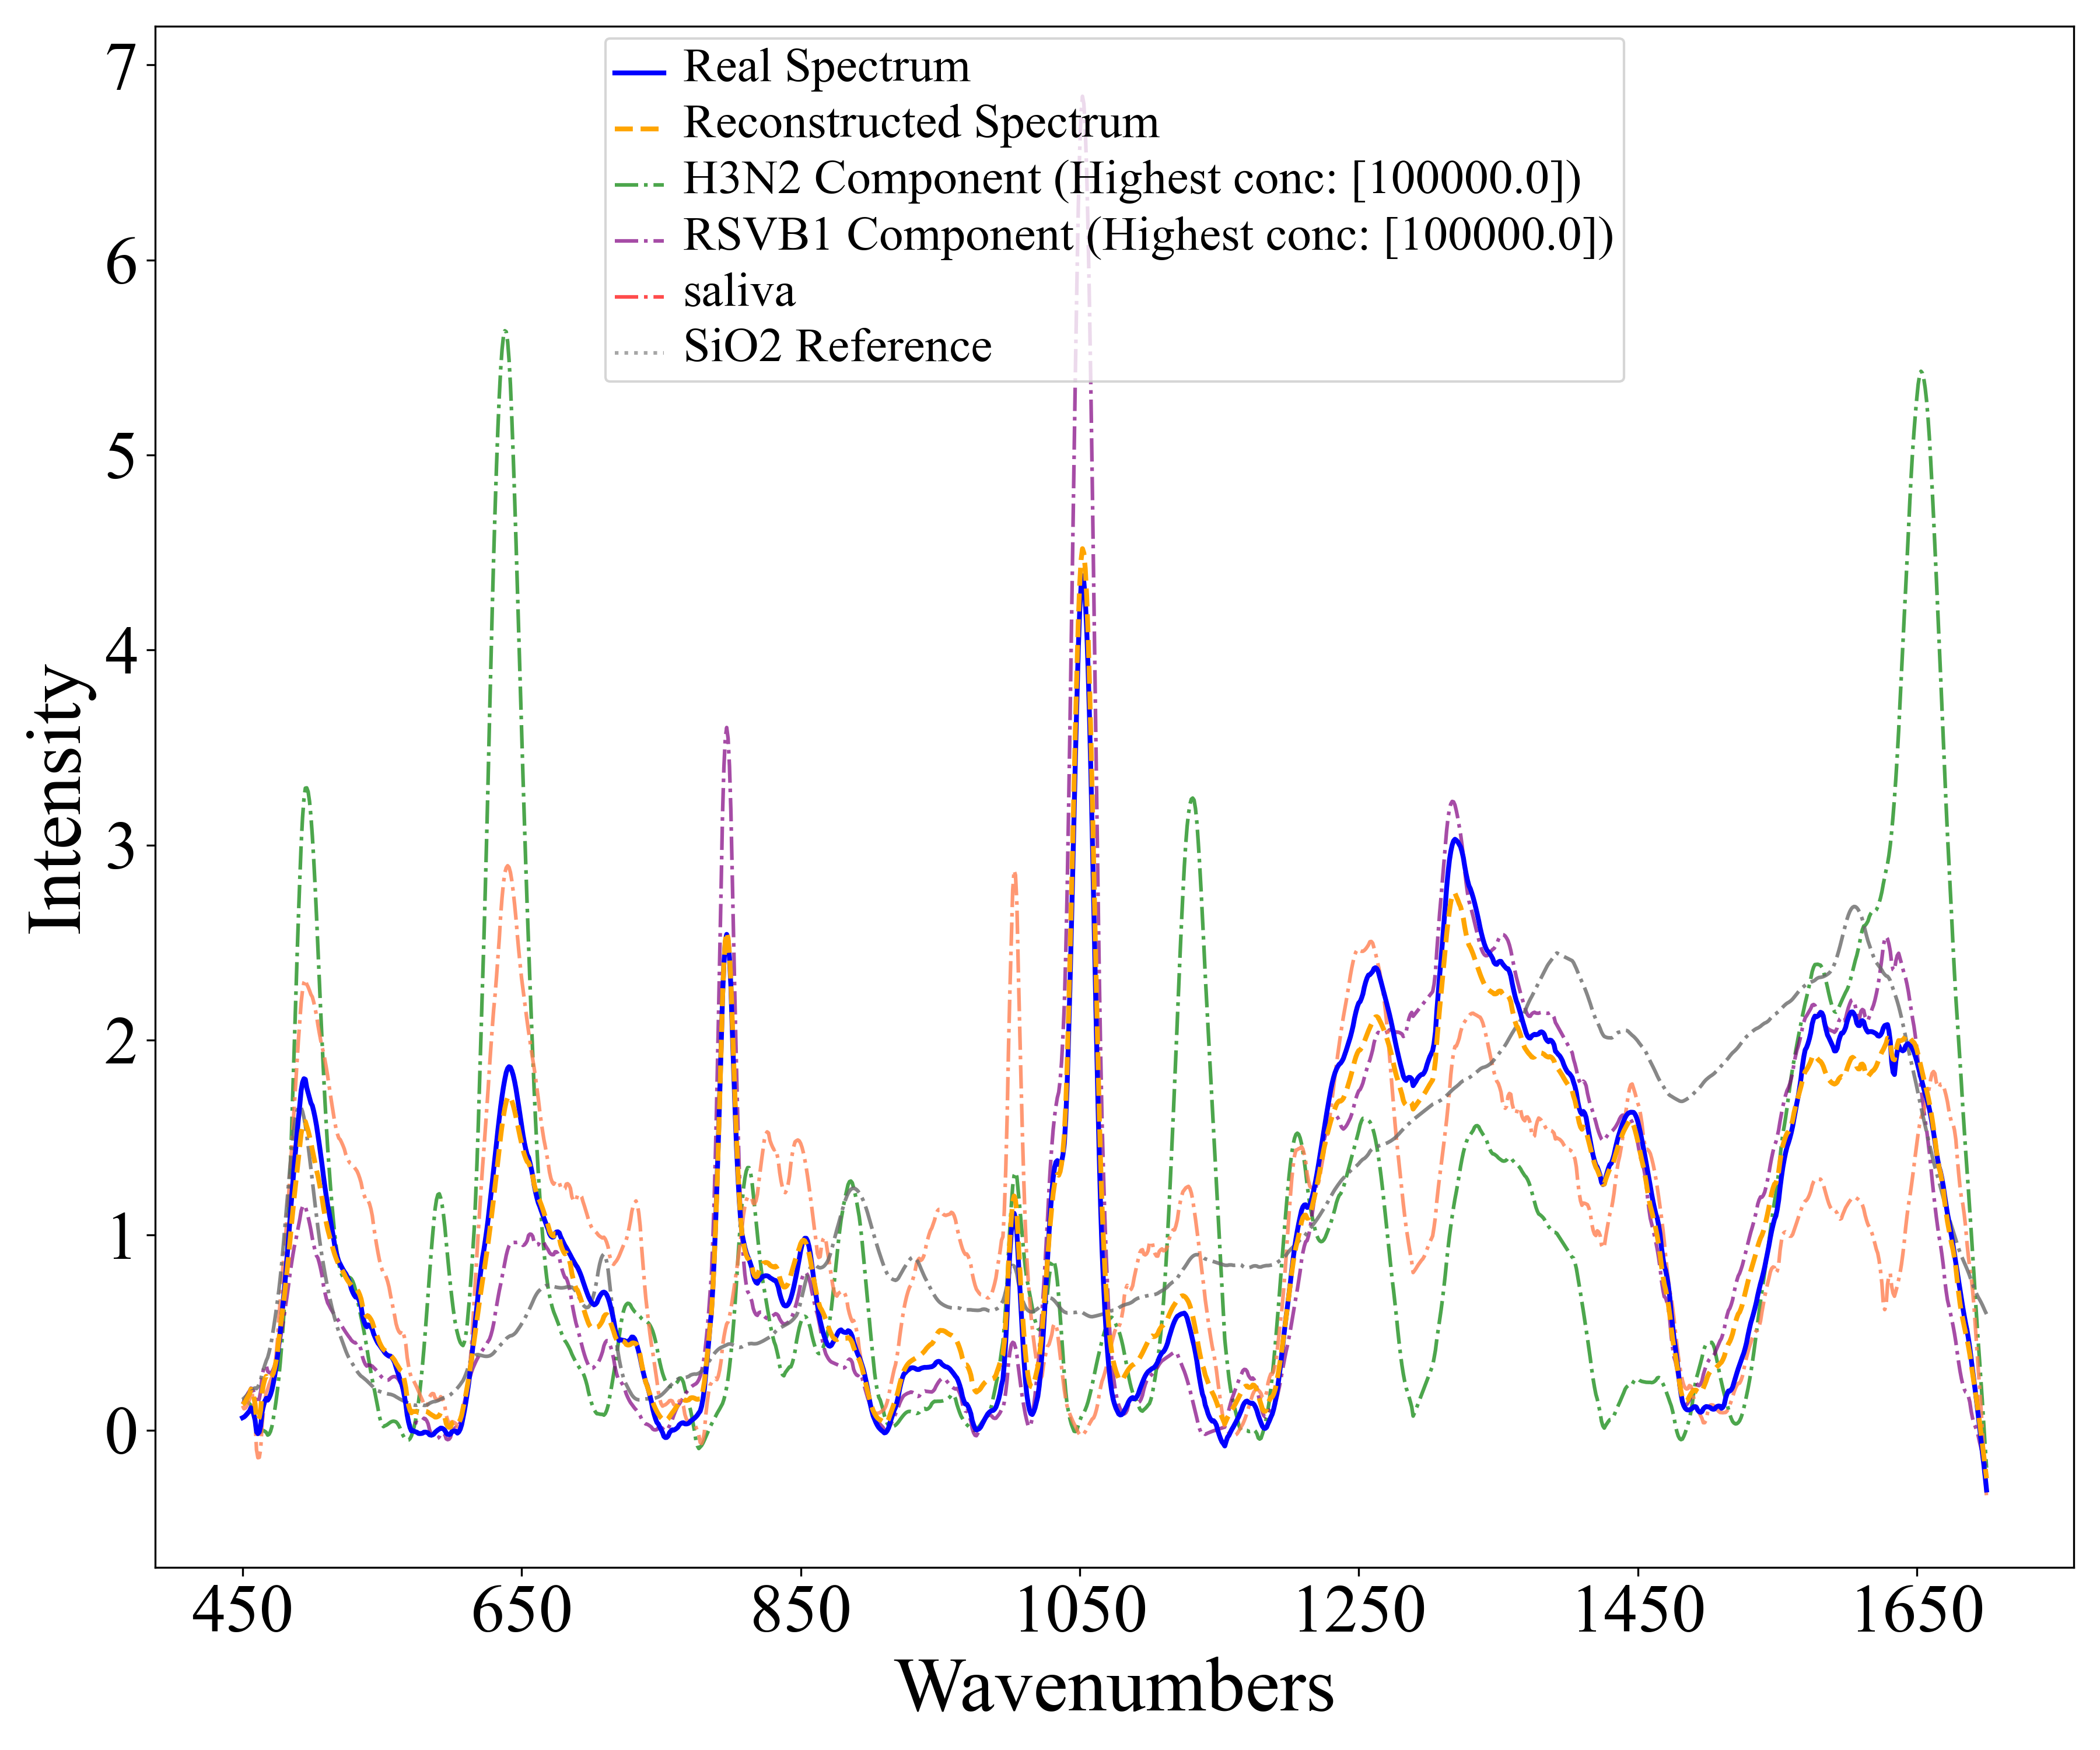 Real Spectrum
Reconstructed Spectrum
H3N2 Component (Highest conc: [100000.0])
RSVB1 Component (Highest conc: [100000.0])
saliva
SiO2 Reference
7
6
5
4
3
2
1
0
Intensity
450 650 850 1050 1250 1450 1650
Wavenumbers